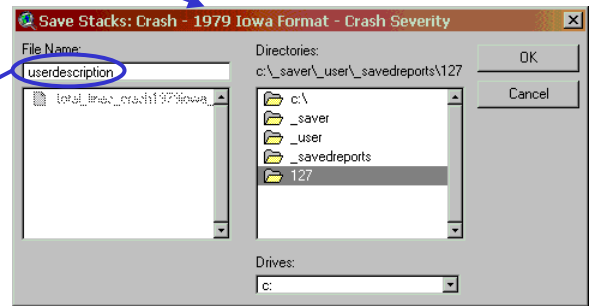 Save Stacks: Crash - 1979 Iowa Format - Crash Severity
File Name:
userdescription
Directories:
c:\_saver\_user\_savedreports\127
OK
Cancel
c:\
_saver
_user
_savedreports
127
Drives:
c: